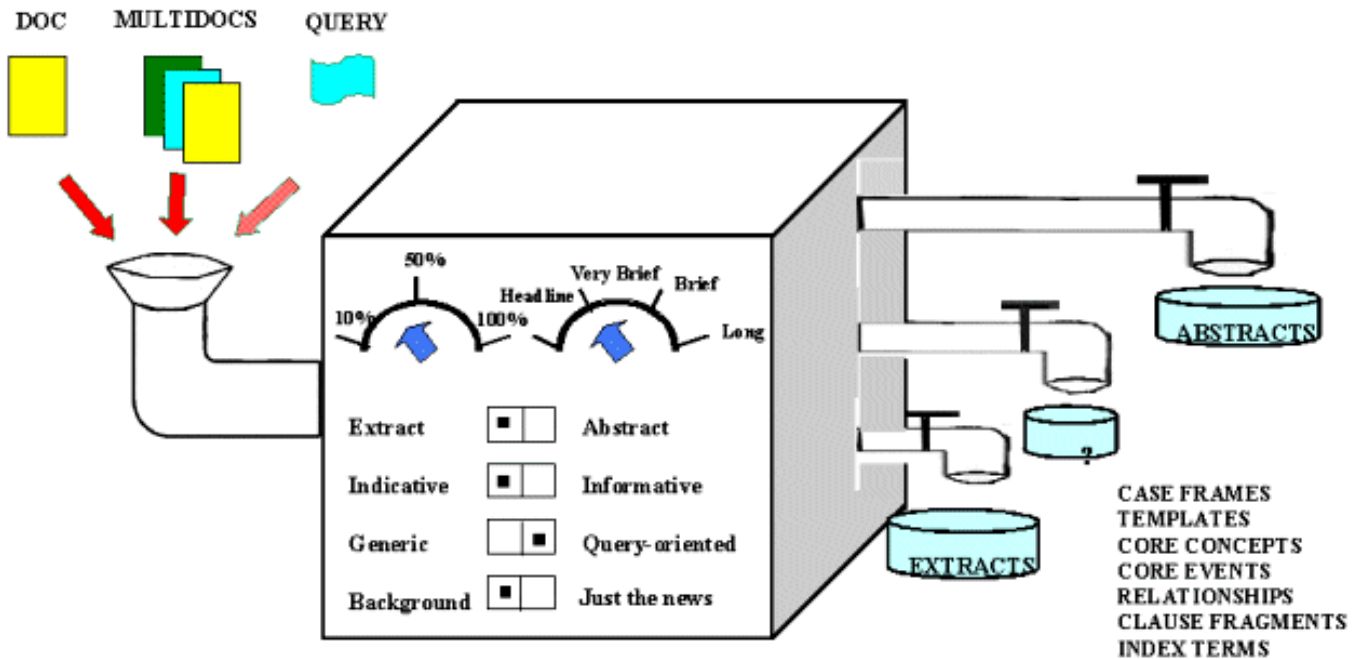 DOC MULTIDOCS QUERY
50%
Very Brief
Headline Brief
10% 100% Long
ABSTRACTS
Extract Abstract
?
Indicative Informative
CASE FRAMES
TEMPLATES
Generic Query-oriented
CORE CONCEPTS
EXTRACTS
CORE EVENTS
Background Just the news
RELATIONSHIPS
CLAUSE FRAGMENTS
INDEX TERMS